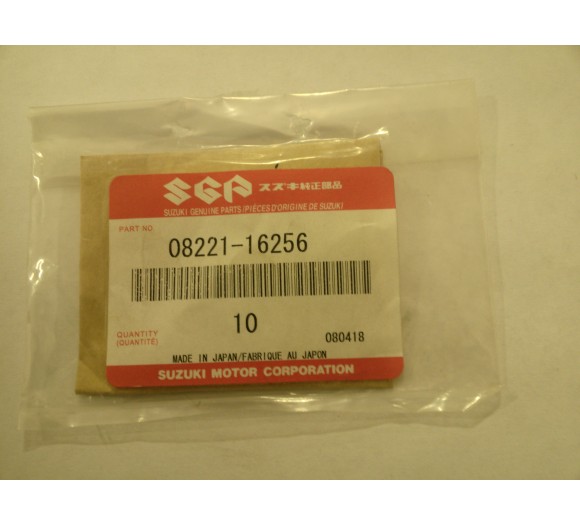 SGP スズキ純正部品
SUZUKI GENUINE PARTS/PIÈCES D'ORIGINE DE SUZUKI
PART NO.
08221-16256
QUANTITY
(QUANTITÉ)
10
080418
MADE IN JAPAN/FABRIQUE AU JAPON
SUZUKI MOTOR CORPORATION